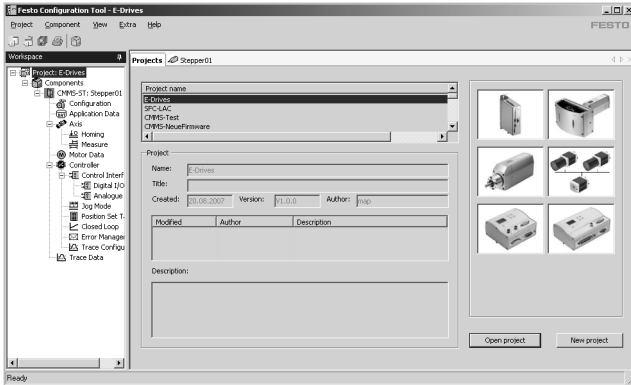 Festo Configuration Tool - E-Drives
Project Component View Extra Help
FESTO
Workspace
Projects Stepper01
Project: E-Drives
Components
CMMS-ST: Stepper01
Configuration
Application Data
Axis
Homing
Measure
Motor Data
Controller
Control Interf
Digital I/O
Analogue
Jog Mode
Position Set T
Closed Loop
Error Manage
Trace Configu
Trace Data
Project name
E-Drives
SFC-LAC
CMMS-Test
CMMS-NeueFirmware
Project
Name: E-Drives
Title:
Created: 20.08.2007 Version: V1.0.0 Author: map
Modified Author Description
Description:
Open project New project
Ready